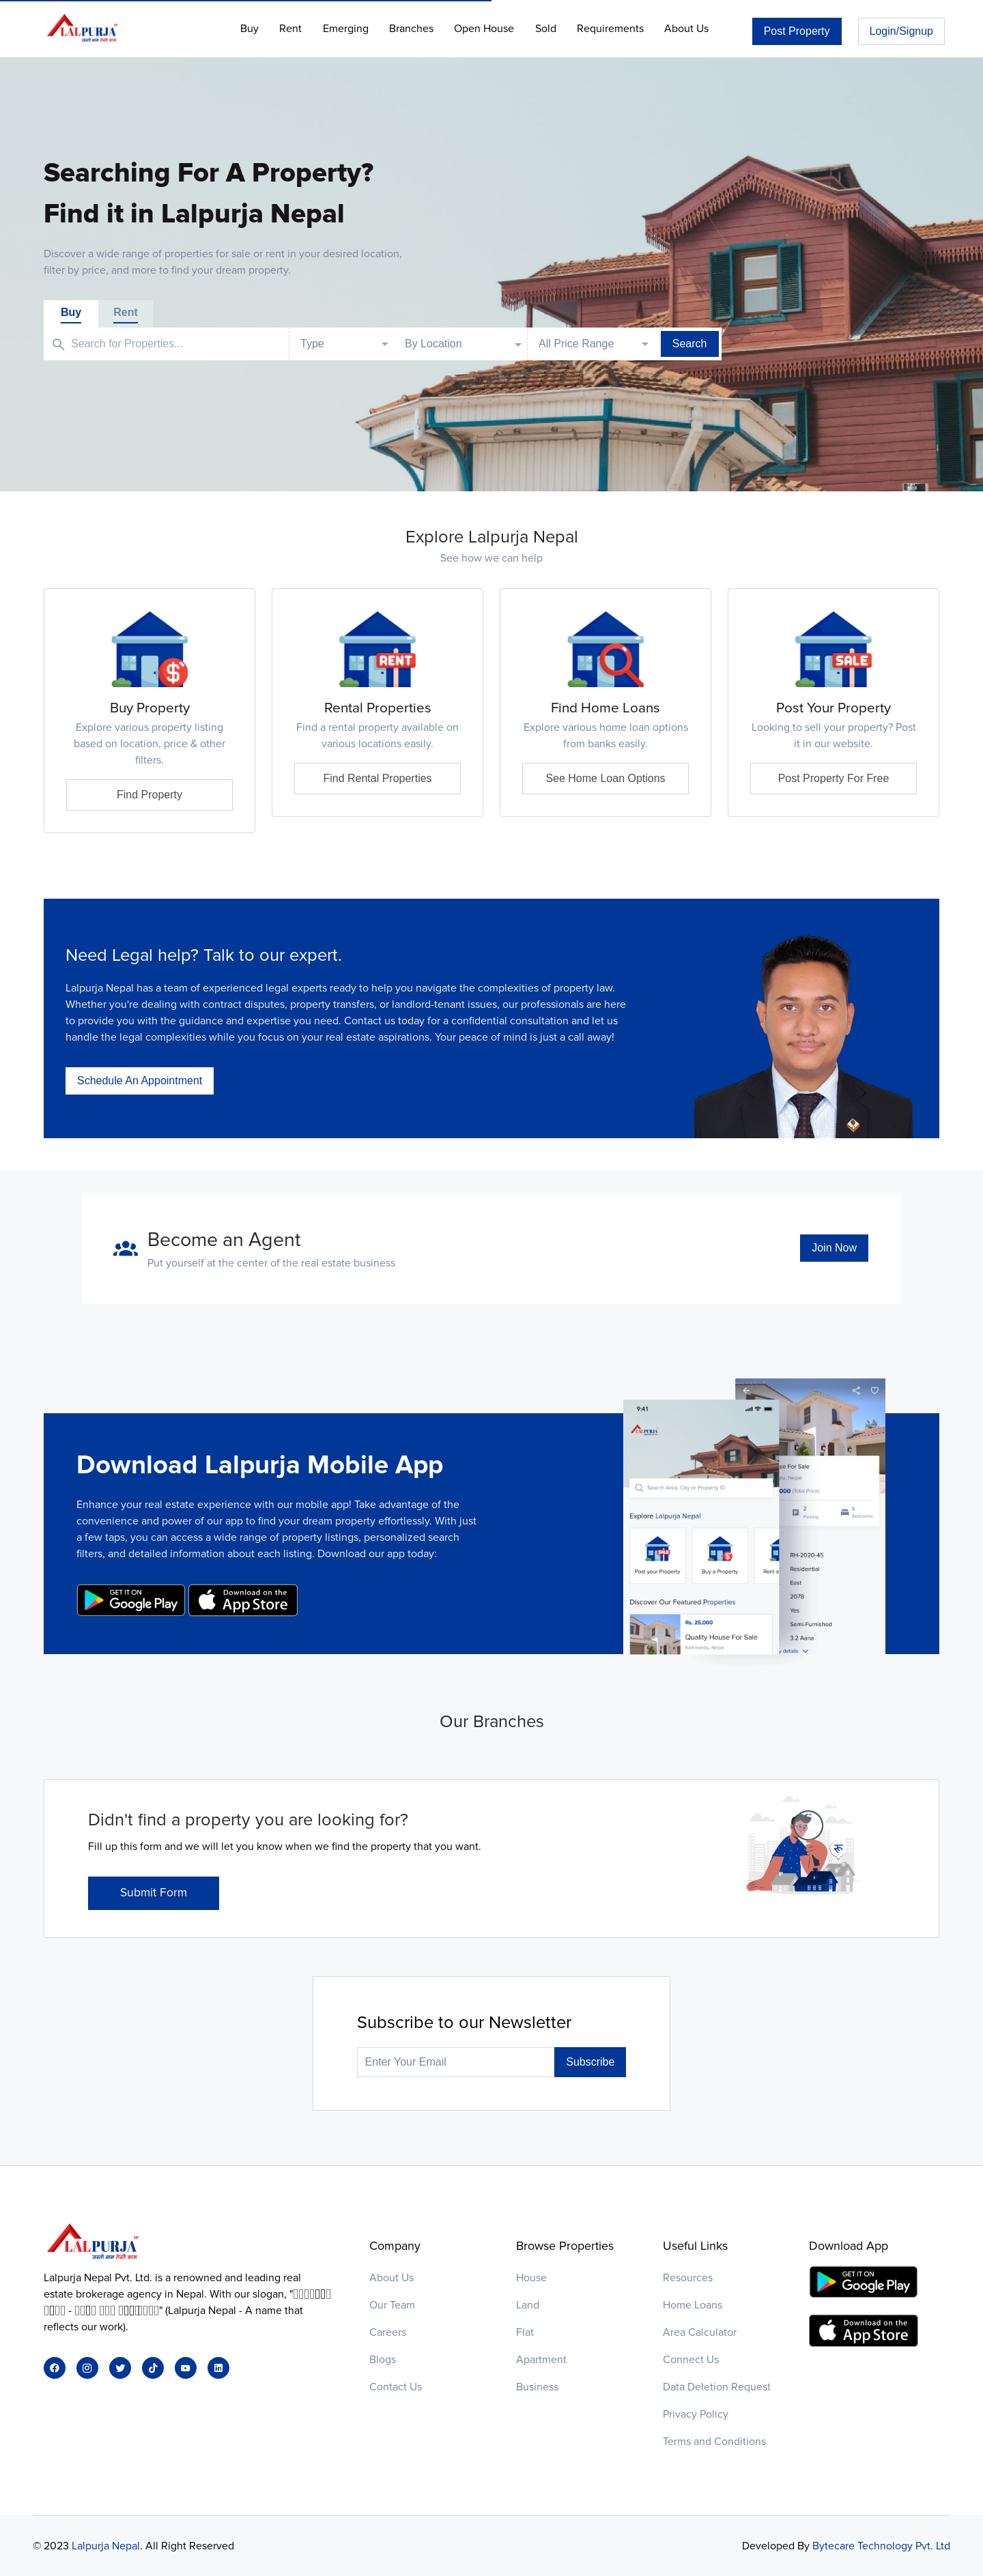 LALPURJA
Buy Rent Emerging Branches Open House Sold Requirements About Us Post Property Login/Signup
Searching For A Property?
Find it in Lalpurja Nepal
Discover a wide range of properties for sale or rent in your desired location,
filter by price, and more to find your dream property.
Buy Rent
Search for Properties... Type By Location All Price Range Search
Explore Lalpurja Nepal
See how we can help
RENT SALE
Buy Property
Explore various property listing
based on location, price & other
filters.
Find Property
Rental Properties
Find a rental property available on
various locations easily.
Find Rental Properties
Find Home Loans
Explore various home loan options
from banks easily.
See Home Loan Options
Post Your Property
Looking to sell your property? Post
it in our website.
Post Property For Free
Need Legal help? Talk to our expert.
Lalpurja Nepal has a team of experienced legal experts ready to help you navigate the complexities of property law.
Whether you're dealing with contract disputes, property transfers, or landlord-tenant issues, our professionals are here
to provide you with the guidance and expertise you need. Contact us today for a confidential consultation and let us
handle the legal complexities while you focus on your real estate aspirations. Your peace of mind is just a call away!
Schedule An Appointment
Become an Agent
Put yourself at the center of the real estate business
Join Now
Download Lalpurja Mobile App
Enhance your real estate experience with our mobile app! Take advantage of the
convenience and power of our app to find your dream property effortlessly. With just
a few taps, you can access a wide range of property listings, personalized search
filters, and detailed information about each listing. Download our app today:
GET IT ON
Google Play
Download on the
App Store
9:41
LALPURJA
Search Area, City or Property ID
Explore Lalpurja Nepal
Post your Property Buy a Property Rent a
Discover Our Featured Properties
Rs. 25,000
Quality House For Sale
Kathmandu, Nepal
se For Sale
du, Nepal
000 (Total Price)
2
Parking
5
Bedrooms
RH-2020-45
Residential
East
2078
Yes
Semi-Furnished
3.2 Aana
y details
Our Branches
Didn't find a property you are looking for?
Fill up this form and we will let you know when we find the property that you want.
Submit Form
Subscribe to our Newsletter
Enter Your Email Subscribe
LALPURJA
जस्तो नाम त्यस्तै काम
Lalpurja Nepal Pvt. Ltd. is a renowned and leading real
estate brokerage agency in Nepal. With our slogan, "
- " (Lalpurja Nepal - A name that
reflects our work).
Company
About Us
Our Team
Careers
Blogs
Contact Us
Browse Properties
House
Land
Flat
Apartment
Business
Useful Links
Resources
Home Loans
Area Calculator
Connect Us
Data Deletion Request
Privacy Policy
Terms and Conditions
Download App
GET IT ON
Google Play
Download on the
App Store
© 2023 Lalpurja Nepal. All Right Reserved
Developed By Bytecare Technology Pvt. Ltd